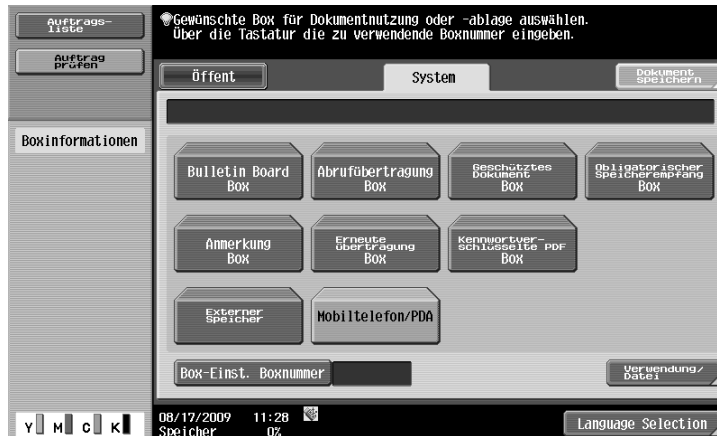 Auftrags-
liste
Gewünschte Box für Dokumentnutzung oder -ablage auswählen.
Über die Tastatur die zu verwendende Boxnummer eingeben.
Auftrag
prüfen
Öffent
System
Dokument
speichern
Boxinformationen
Bulletin Board
Box
Abrufübertragung
Box
Geschütztes
Dokument
Box
Obligatorischer
Speicherempfang
Box
Anmerkung
Box
Erneute
übertragung
Box
Kennwortver-
schlüsselte PDF
Box
Externer
Speicher
Mobiltelefon/PDA
Box-Einst. Boxnummer
Verwendung/
Datei
Y M C K
08/17/2009 11:28
Speicher 0%
Language Selection